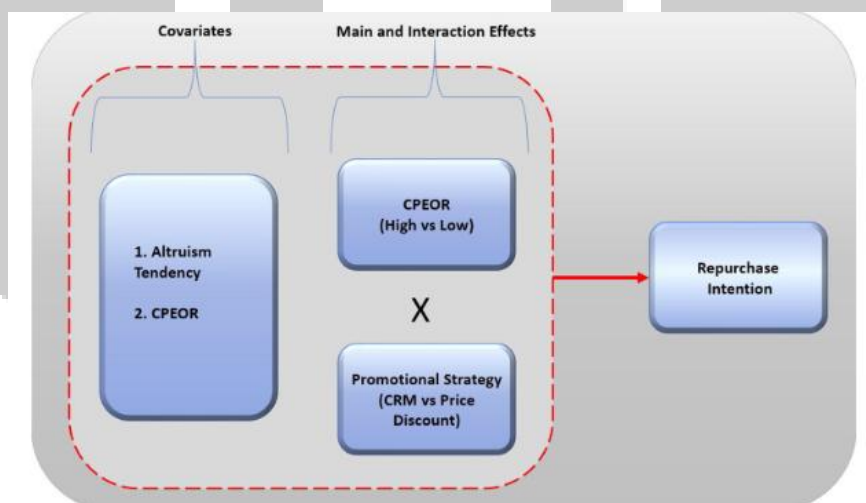 Covariates
Main and Interaction Effects
1. Altruism
Tendency
2. CPEOR
CPEOR
(High vs Low)
X
Promotional Strategy
(CRM vs Price
Discount)
Repurchase
Intention